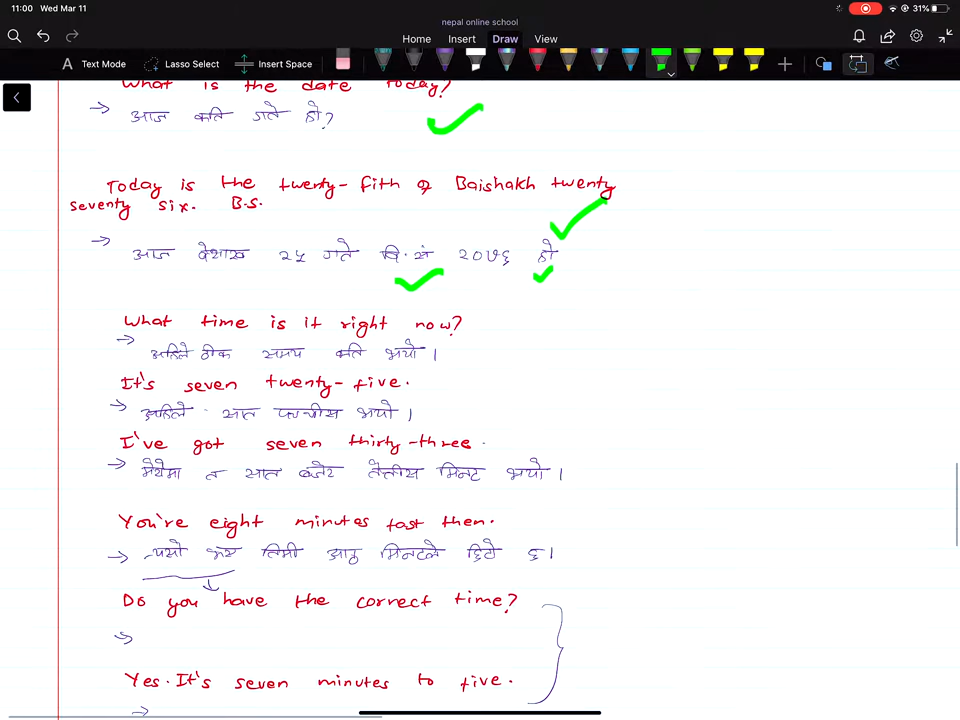 11:00 Wed Mar 11
31%
nepal online school
Home Insert Draw View
Text Mode Lasso Select Insert Space
What is the date today?
→ आज कति गते हो?
Today is the twenty-fith of Baishakh twenty
seventy six. B.S.
→ आज वैशाख २५ गते बि.सं २०७६ हो
What time is it right now?
→ अहिले ठीक समय कति भयो।
It's seven twenty-five.
→ अहिले सात पच्चीस भयो।
I've got seven thirty-three.
→ मेरोमा त सात बजेर तेत्तीस मिनट भयो।
You're eight minutes fast then.
→ त्यसो भए तिमी आठ मिनटले छिटो छ।
Do you have the correct time?
→
Yes. It's seven minutes to five.
→